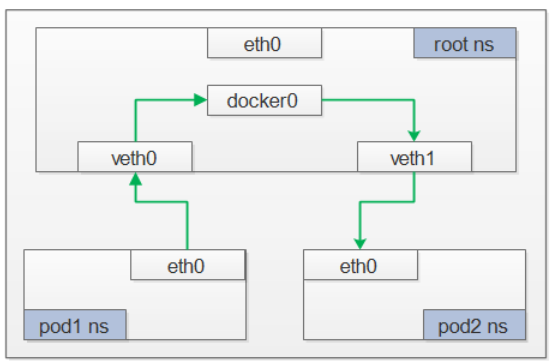 eth0
root ns
docker0
veth0
veth1
eth0
eth0
pod1 ns
pod2 ns